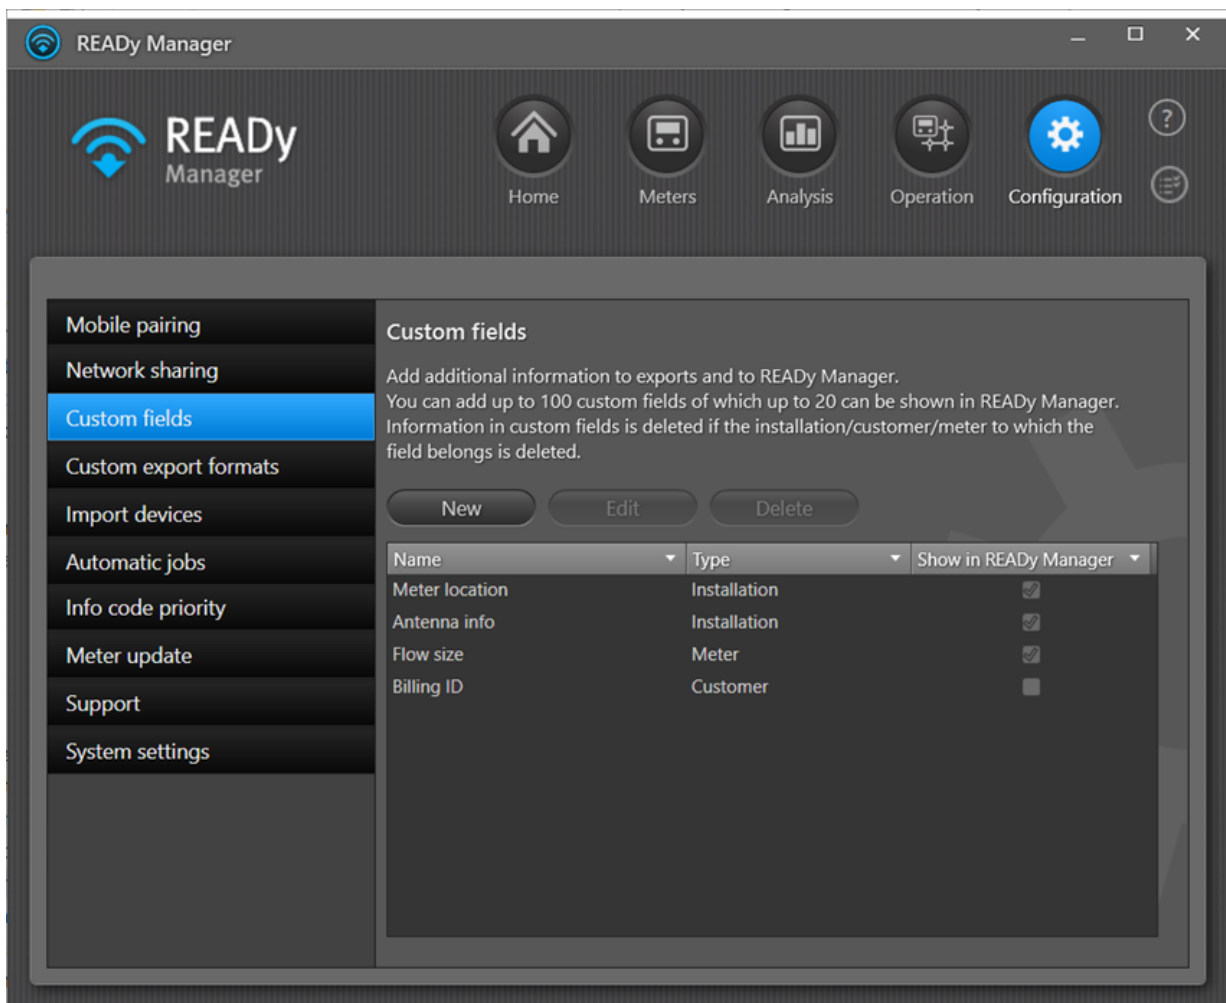 READy Manager
READy
Manager
?
Home
Meters
Analysis
Operation
Configuration
Mobile pairing
Network sharing
Custom fields
Custom export formats
Import devices
Automatic jobs
Info code priority
Meter update
Support
System settings
Custom fields
Add additional information to exports and to READy Manager.
You can add up to 100 custom fields of which up to 20 can be shown in READy Manager.
Information in custom fields is deleted if the installation/customer/meter to which the
field belongs is deleted.
New Edit Delete
Name Type Show in READy Manager
Meter location Installation
Antenna info Installation
Flow size Meter
Billing ID Customer